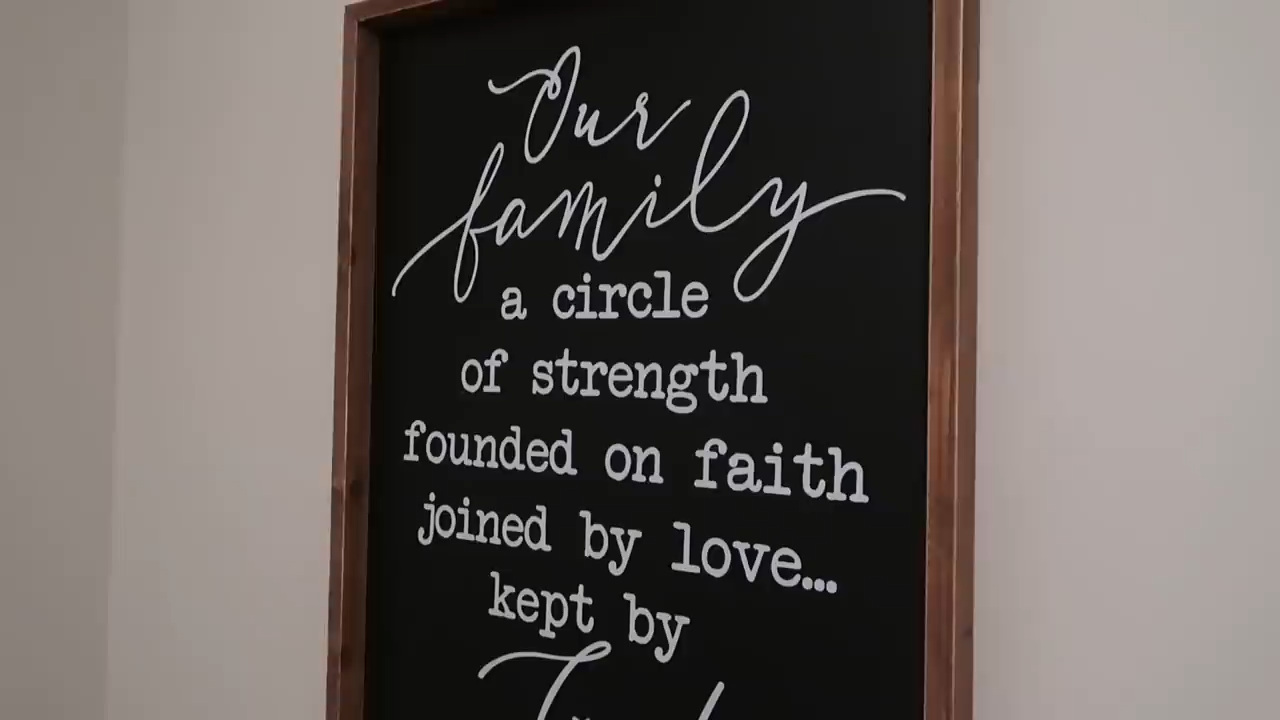 Our
family
a circle
of strength
founded on faith
joined by love...
kept by